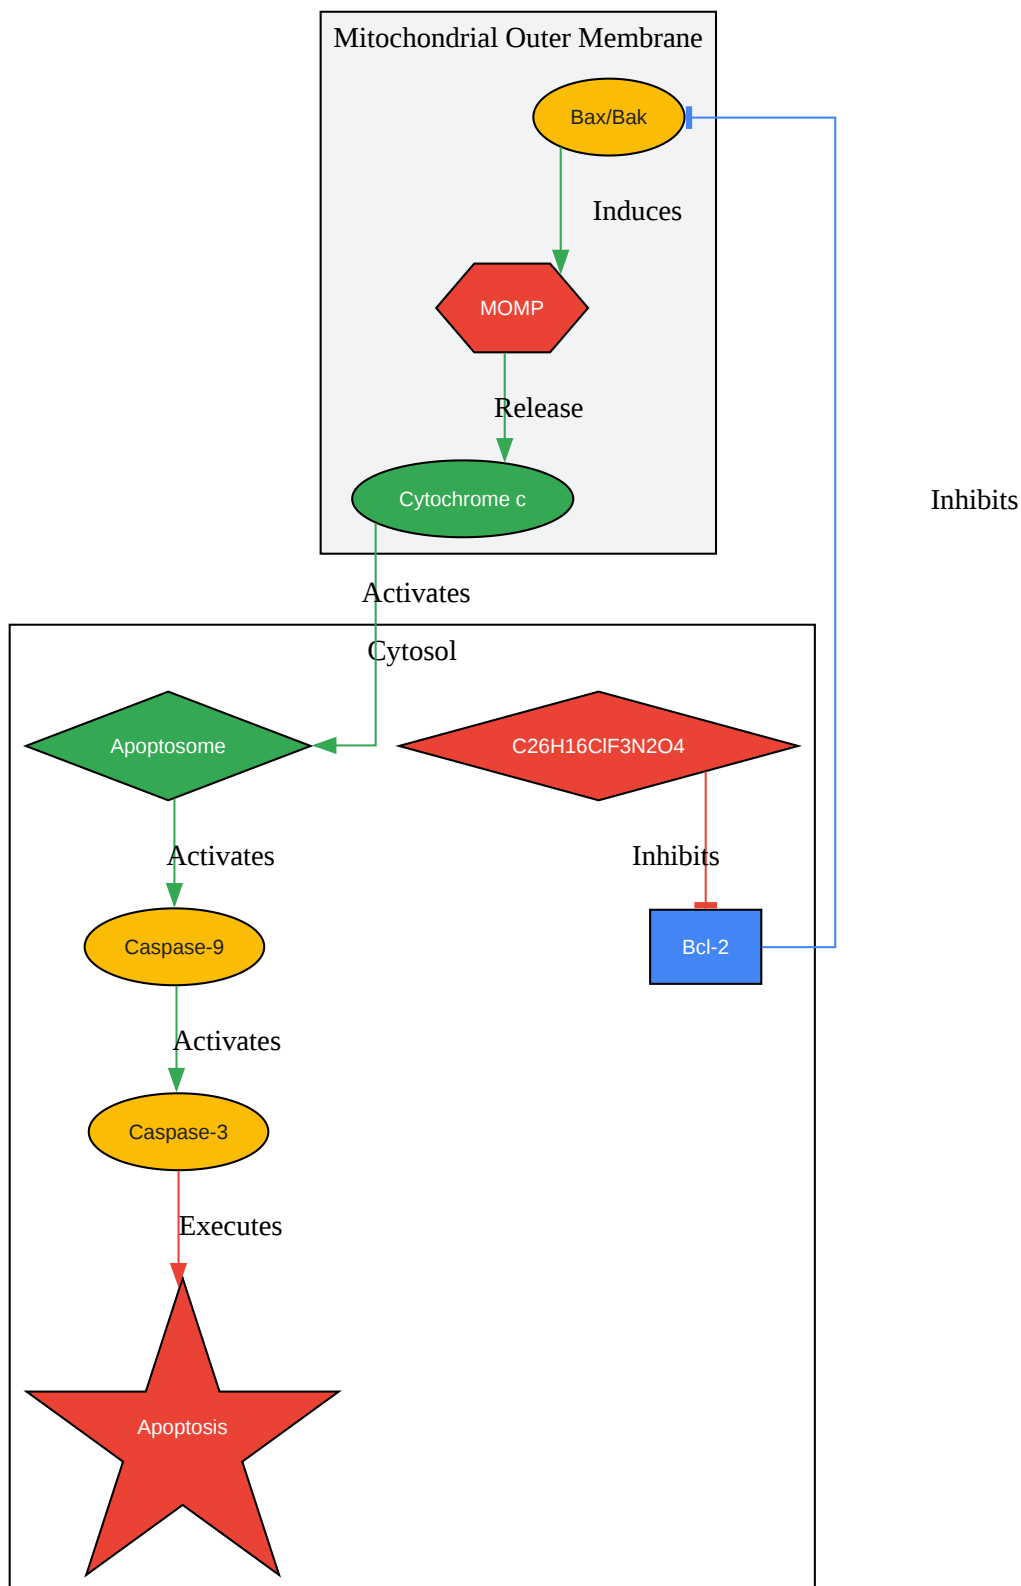 Mitochondrial Outer Membrane
Bax/Bak
Induces
MOMP
Release
Cytochrome c
Inhibits
Activates
Cytosol
Apoptosome
C26H16ClF3N2O4
Activates
Inhibits
Caspase-9
Bcl-2
Activates
Caspase-3
Executes
Apoptosis